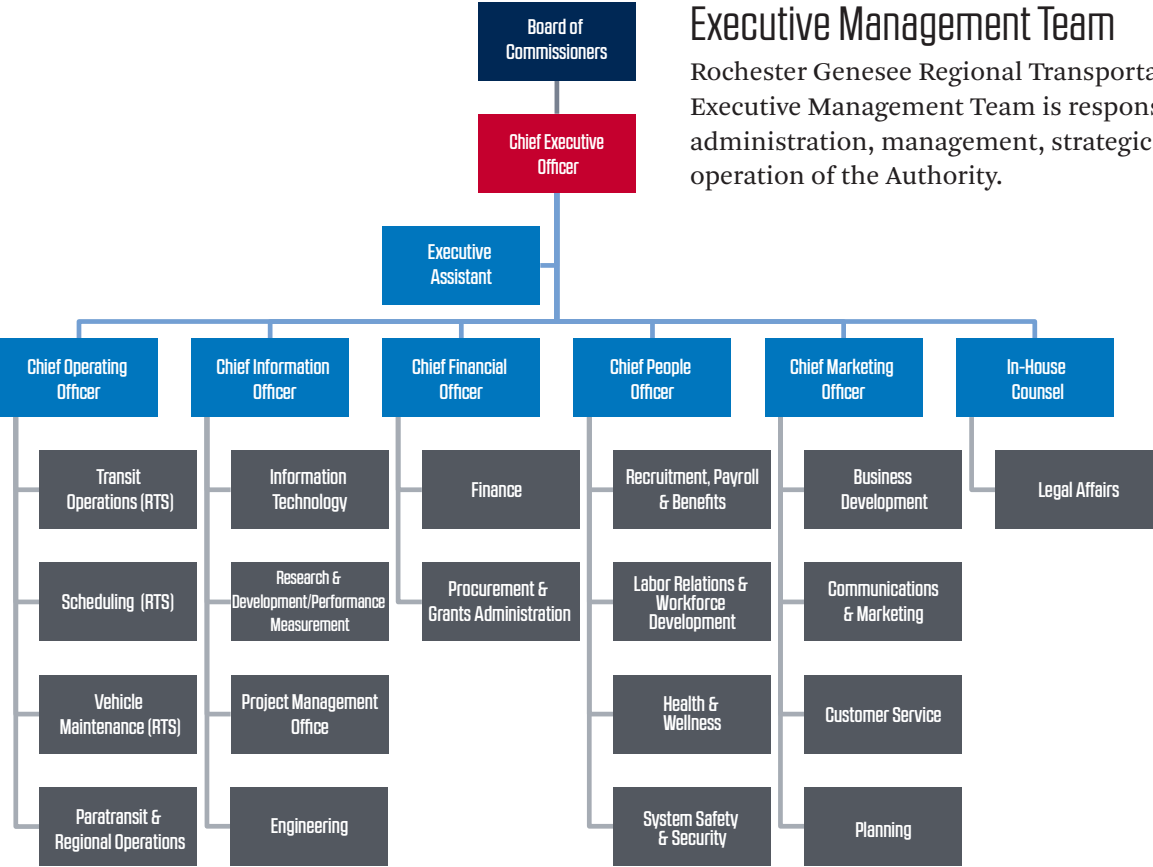 Board of
Commissioners
Executive Management Team
Rochester Genesee Regional
Executive Management Team is
administration, management, strategic
operation of the Authority.
Chief Executive
Officer
Executive
Assistant
Chief Operating
Officer
Chief Information
Officer
Chief Financial
Officer
Chief People
Officer
Chief Marketing
Officer
In-House
Counsel
Transit
Operations (RTS)
Information
Technology
Finance
Recruitment, Payroll
& Benefits
Business
Development
Legal Affairs
Scheduling (RTS)
Research &
Development/Performance
Measurement
Procurement &
Grants Administration
Labor Relations &
Workforce
Development
Communications
& Marketing
Vehicle
Maintenance (RTS)
Project Management
Office
Health &
Wellness
Customer Service
Paratransit &
Regional Operations
Engineering
System Safety
& Security
Planning